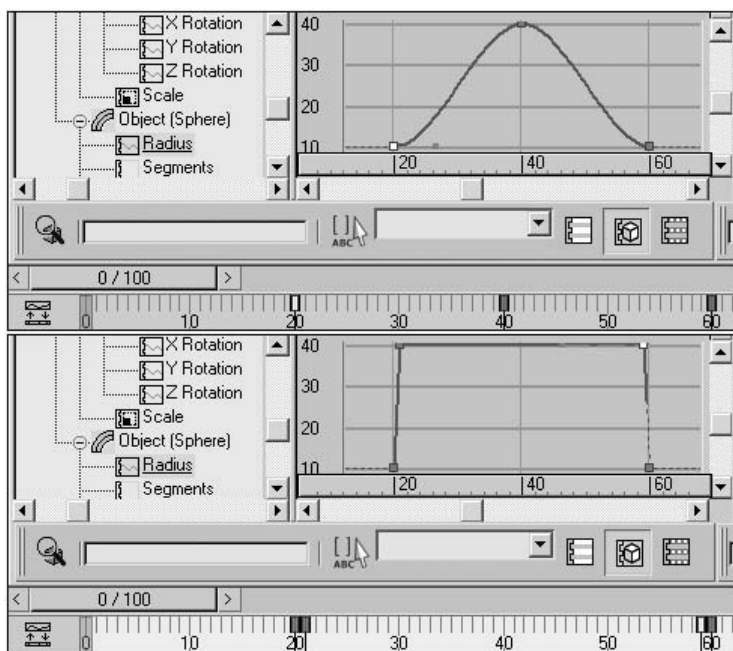 X Rotation
Y Rotation
Z Rotation
Scale
Object (Sphere)
Radius
Segments
40
30
20
10
20 40 60
[ ]
ABC
< 0 / 100 >
0 10 20 30 40 50 60
X Rotation
Y Rotation
Z Rotation
Scale
Object (Sphere)
Radius
Segments
40
30
20
10
20 40 60
[ ]
ABC
< 0 / 100 >
0 10 20 30 40 50 60